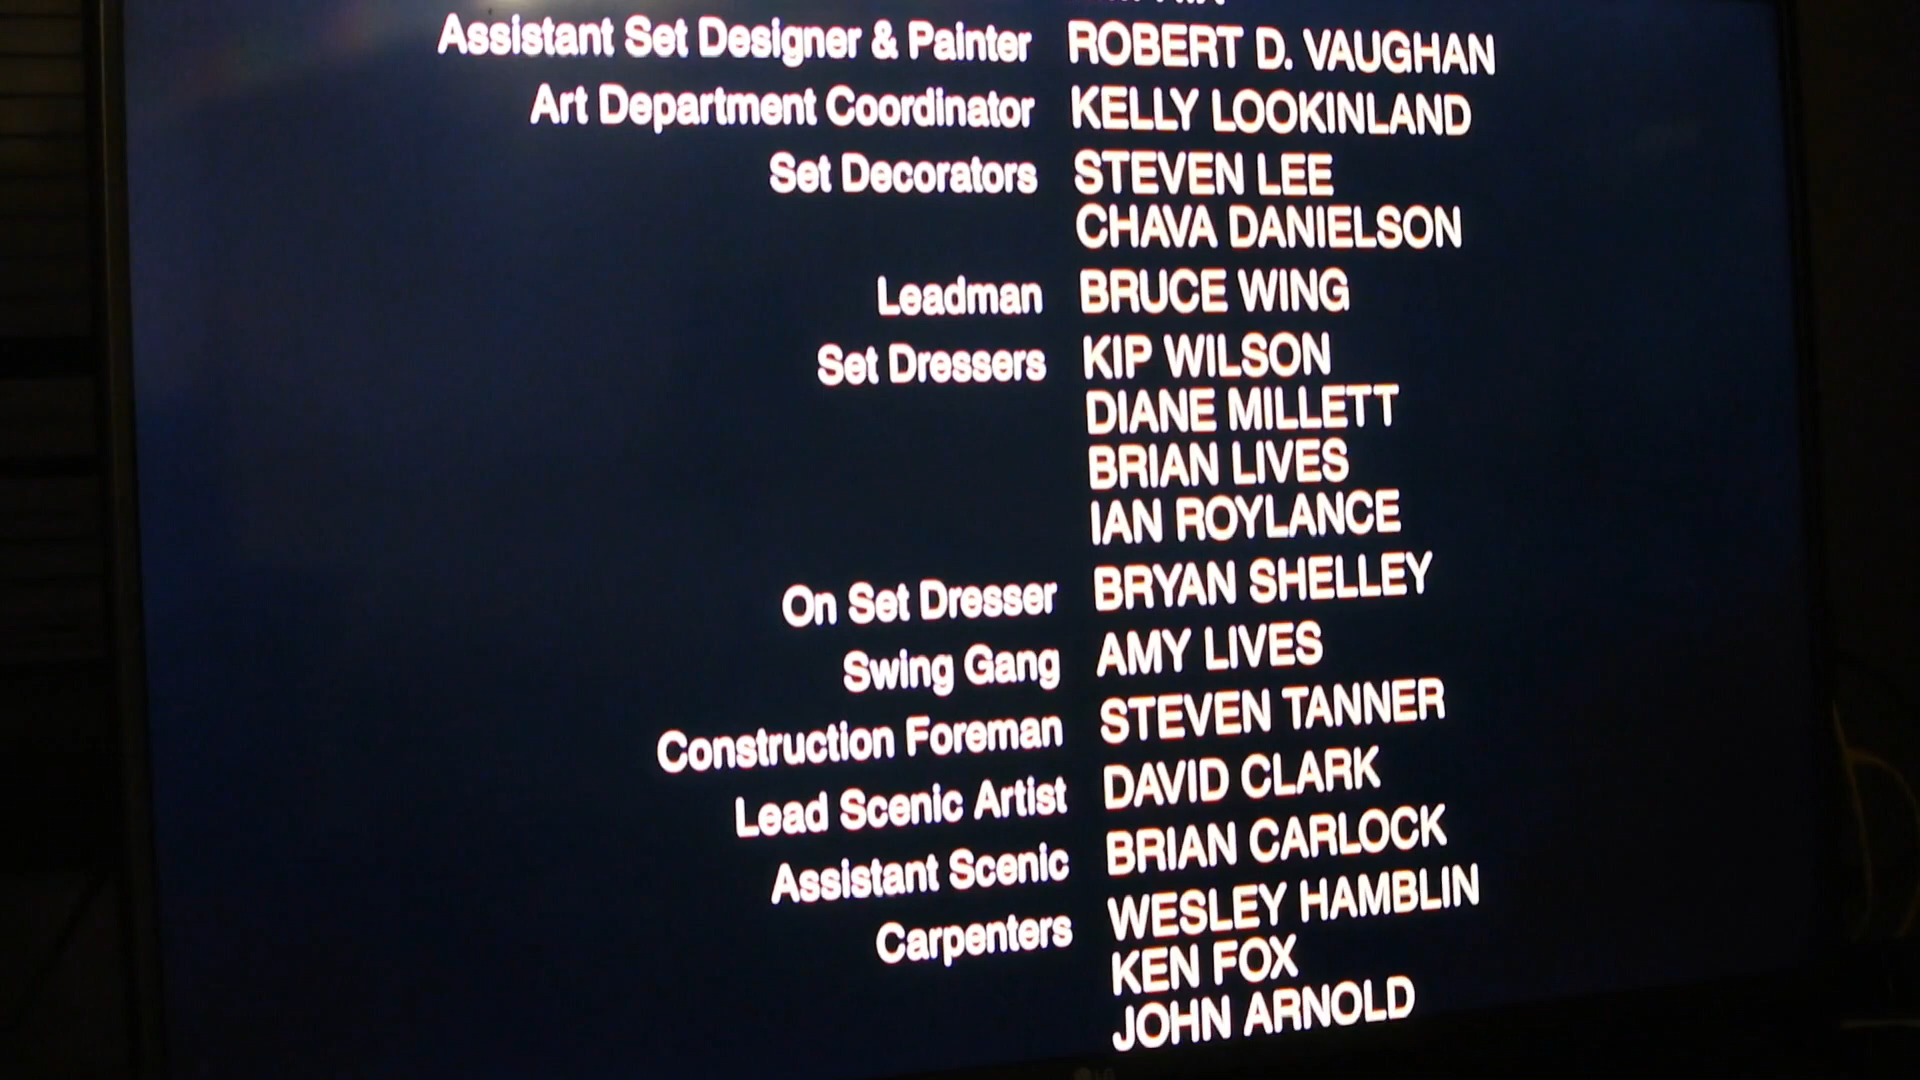 Assistant Set Designer & Painter ROBERT D. VAUGHAN
Art Department Coordinator KELLY LOOKINLAND
Set Decorators STEVEN LEE
CHAVA DANIELSON
Leadman BRUCE WING
Set Dressers KIP WILSON
DIANE MILLETT
BRIAN LIVES
IAN ROYLANCE
On Set Dresser BRYAN SHELLEY
Swing Gang AMY LIVES
Construction Foreman STEVEN TANNER
Lead Scenic Artist DAVID CLARK
Assistant Scenic BRIAN CARLOCK
Carpenters WESLEY HAMBLIN
KEN FOX
JOHN ARNOLD
LG